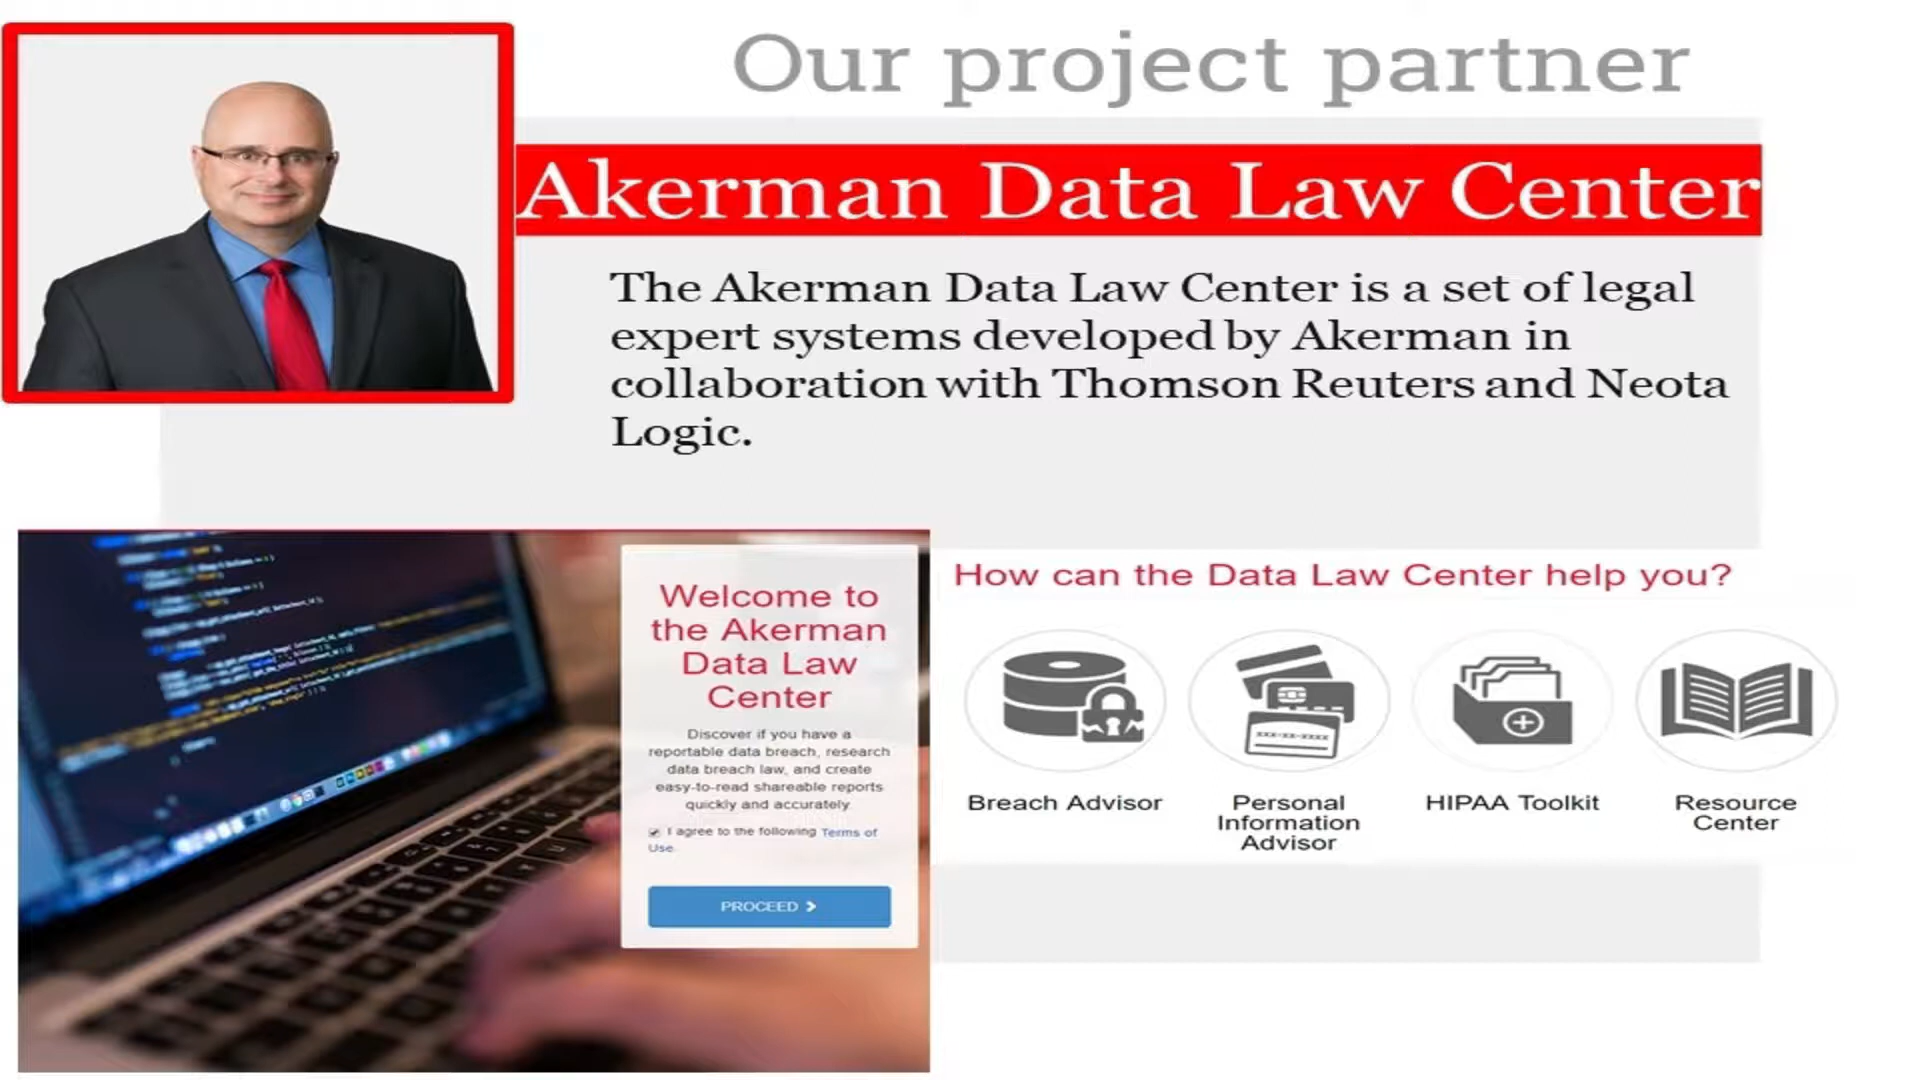 Our project partner
Akerman Data Law Center
The Akerman Data Law Center is a set of legal
expert systems developed by Akerman in
collaboration with Thomson Reuters and Neota
Logic.
Welcome to
the Akerman
Data Law
Center
Discover if you have a
reportable data breach, research
data breach law, and create
easy-to-read shareable reports
quickly and accurately.
I agree to the following Terms of
Use.
PROCEED
How can the Data Law Center help you?
xxx-xx-xxxx
Breach Advisor
Personal
Information
Advisor
HIPAA Toolkit
Resource
Center